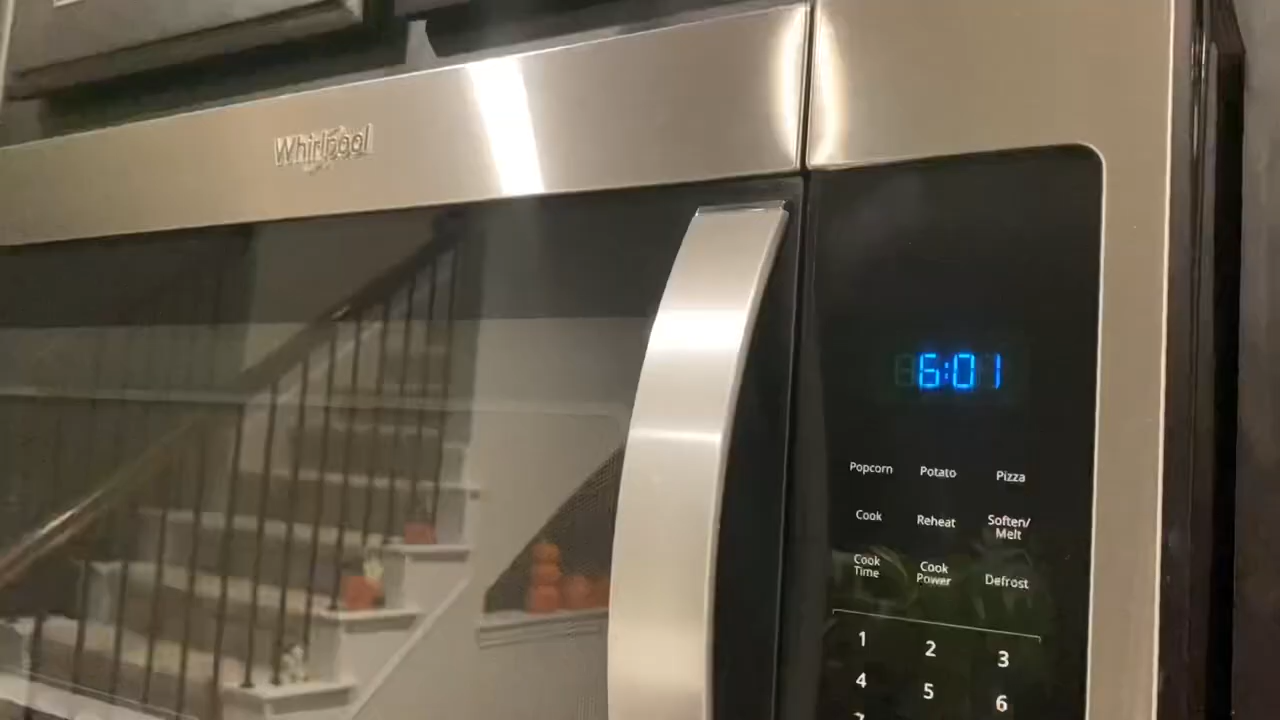 Whirlpool
6:01
Popcorn Potato Pizza
Cook Reheat Soften/
Melt
Cook
Time Cook
Power Defrost
1 2 3
4 5 6
7